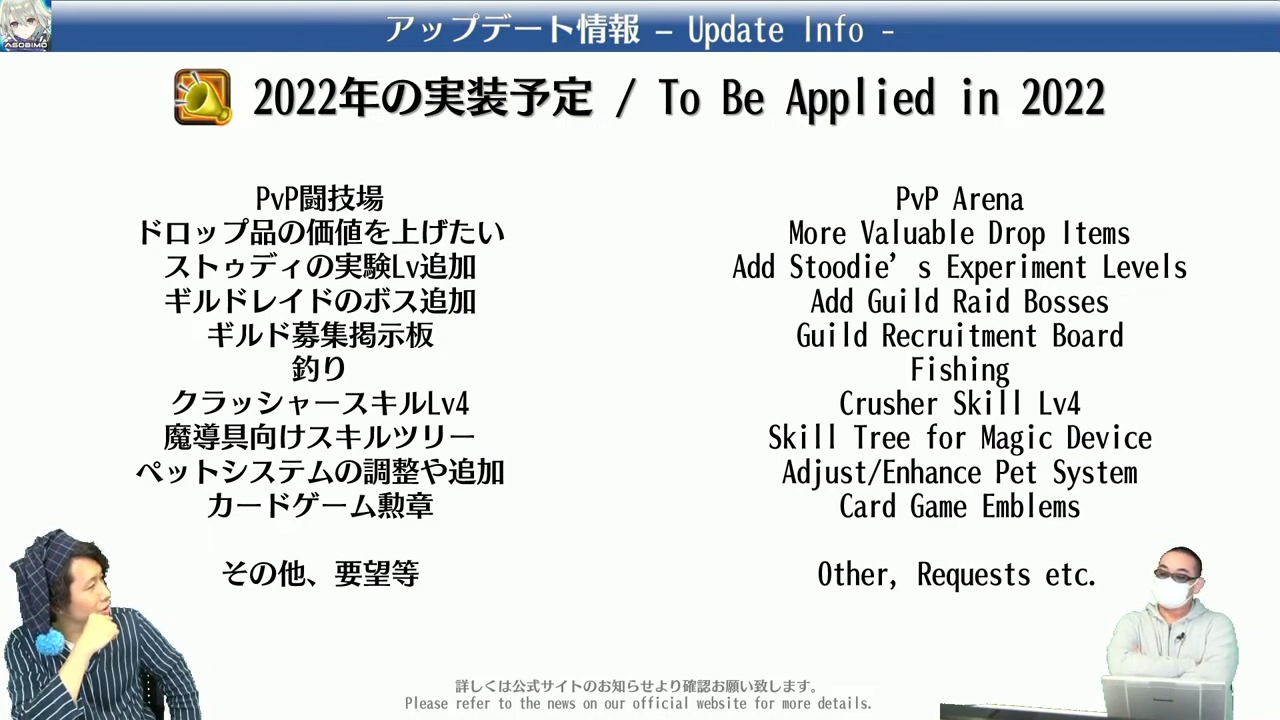 アップデート情報 – Update Info -
ASOBIMO
2022年の実装予定 / To Be Applied in 2022
PvP闘技場
ドロップ品の価値を上げたい
ストゥディの実験Lv追加
ギルドレイドのボス追加
ギルド募集掲示板
釣り
クラッシャースキルLv4
魔導具向けスキルツリー
ペットシステムの調整や追加
カードゲーム勲章
その他、要望等
PvP Arena
More Valuable Drop Items
Add Stoodie’s Experiment Levels
Add Guild Raid Bosses
Guild Recruitment Board
Fishing
Crusher Skill Lv4
Skill Tree for Magic Device
Adjust/Enhance Pet System
Card Game Emblems
Other, Requests etc.
詳しくは公式サイトのお知らせより確認お願い致します。
Please refer to the news on our official website for more details.